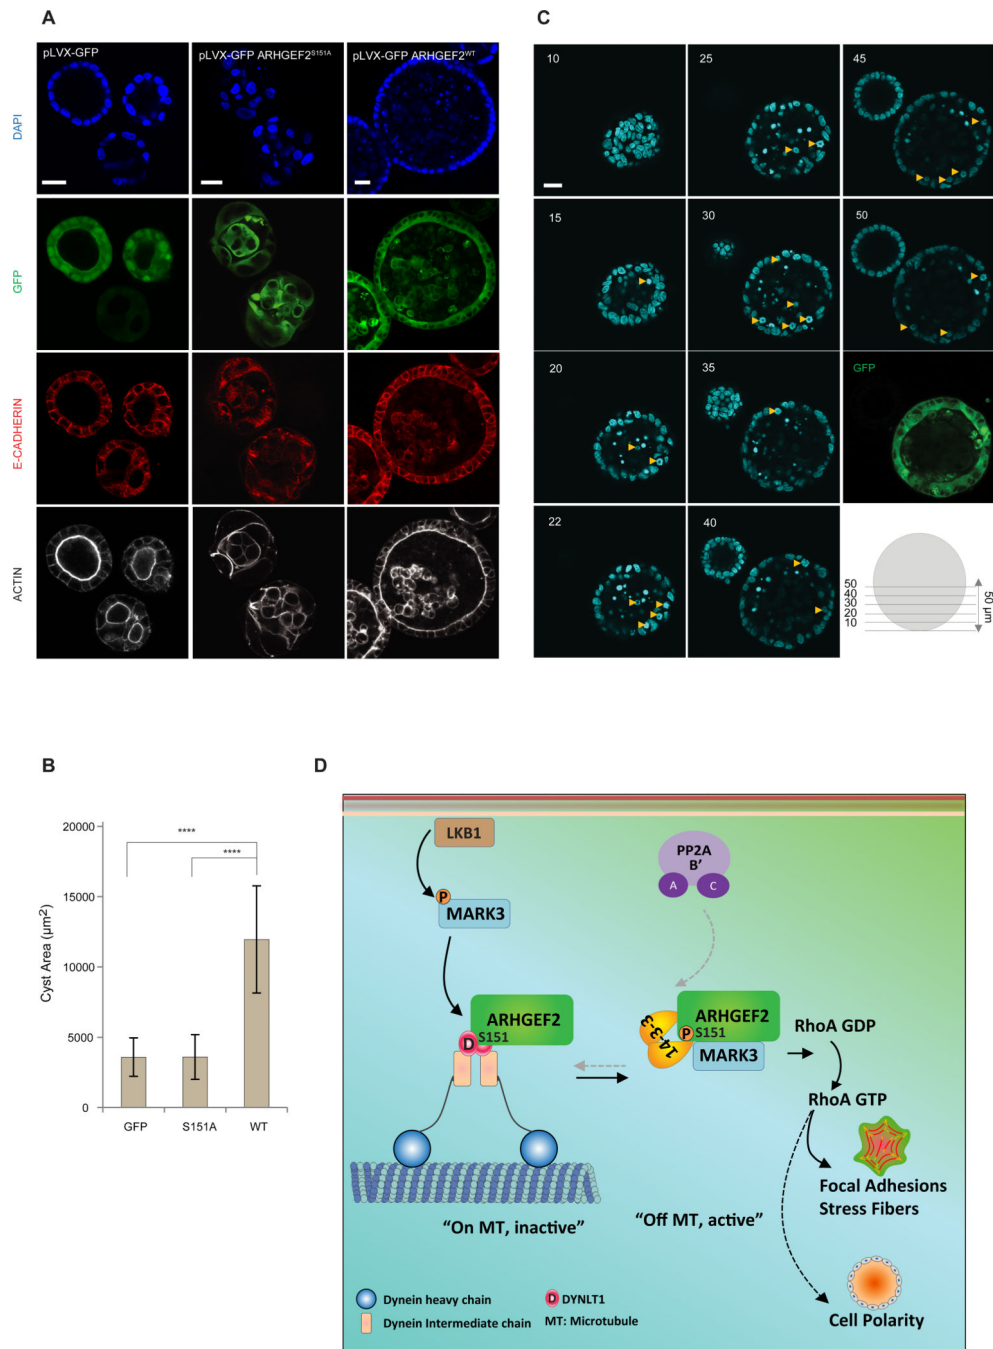 A
pLVX-GFP
pLVX-GFP ARHGEF2S151A
pLVX-GFP ARHGEF2WT
DAPI
GFP
E-CADHERIN
ACTIN
C
10
25
45
15
30
50
20
35
GFP
22
40
50
40
30
20
10
50 µm
B
20000
15000
10000
5000
0
Cyst Area (µm²)
****
****
GFP
S151A
WT
D
LKB1
P
MARK3
PP2A
B′
A
C
ARHGEF2
S151
D
14-3-3
ARHGEF2
P
S151
MARK3
RhoA GDP
RhoA GTP
Focal Adhesions
Stress Fibers
"On MT, inactive"
"Off MT, active"
Cell Polarity
Dynein heavy chain
D
DYNLT1
Dynein Intermediate chain
MT: Microtubule